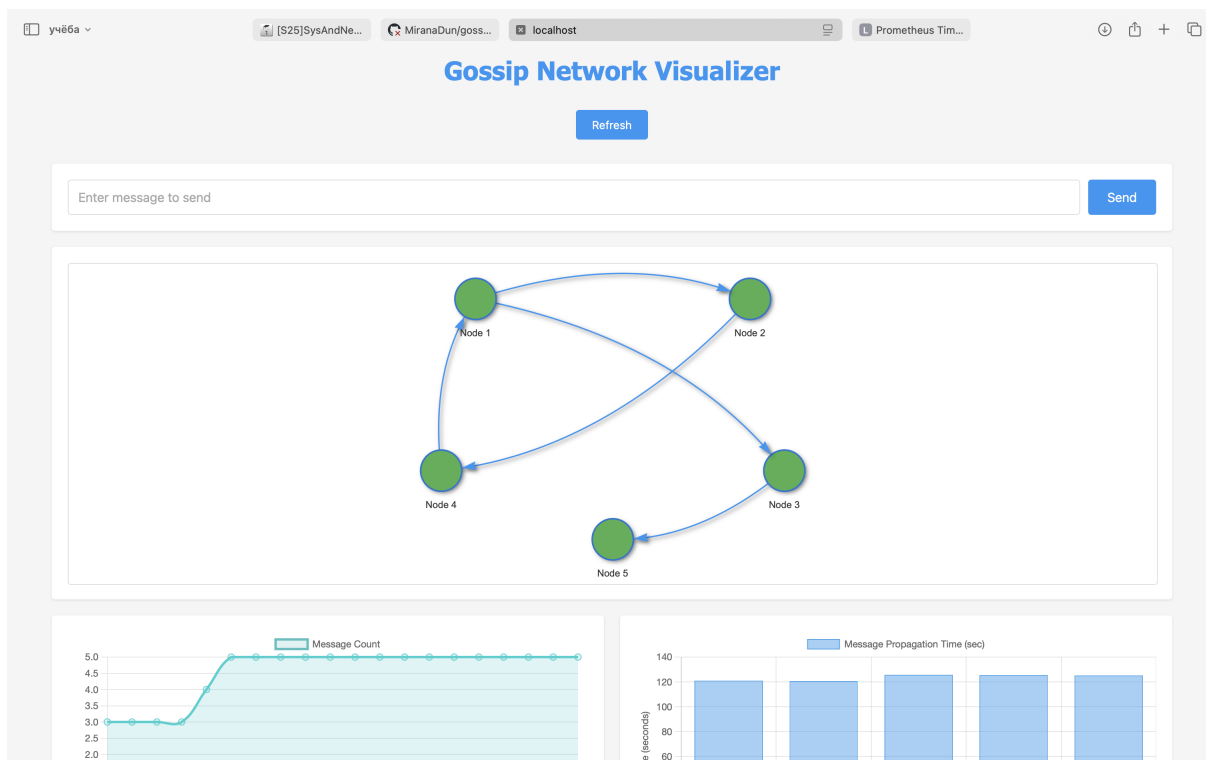 учёба
[S25]SysAndNe...
MiranaDun/goss...
localhost
Prometheus Tim...
Gossip Network Visualizer
Refresh
Enter message to send
Send
Node 1
Node 2
Node 4
Node 3
Node 5
Message Count
5.0
4.5
4.0
3.5
3.0
2.5
2.0
Message Propagation Time (sec)
140
120
100
80
60
(seconds)